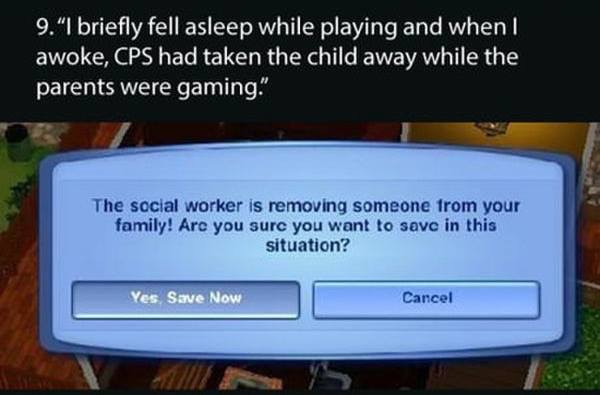 9. “I briefly fell asleep while playing and when I
awoke, CPS had taken the child away while the
parents were gaming.”
The social worker is removing someone from your
family! Are you sure you want to save in this
situation?
Yes, Save Now
Cancel